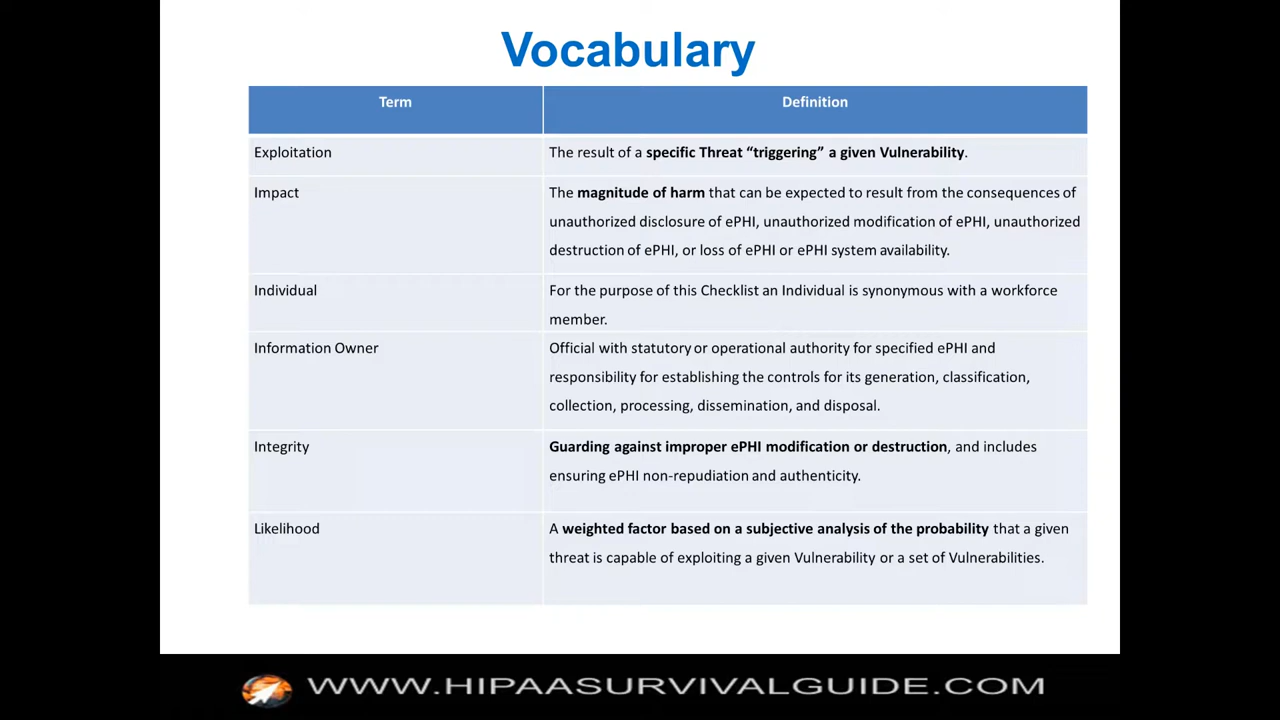 Vocabulary
Term
Definition
Exploitation
The result of a specific Threat “triggering” a given Vulnerability.
Impact
The magnitude of harm that can be expected to result from the consequences of
unauthorized disclosure of ePHI, unauthorized modification of ePHI, unauthorized
destruction of ePHI, or loss of ePHI or ePHI system availability.
Individual
For the purpose of this Checklist an Individual is synonymous with a workforce
member.
Information Owner
Official with statutory or operational authority for specified ePHI and
responsibility for establishing the controls for its generation, classification,
collection, processing, dissemination, and disposal.
Integrity
Guarding against improper ePHI modification or destruction, and includes
ensuring ePHI non-repudiation and authenticity.
Likelihood
A weighted factor based on a subjective analysis of the probability that a given
threat is capable of exploiting a given Vulnerability or a set of Vulnerabilities.
WWW.HIPAASURVIVALGUIDE.COM